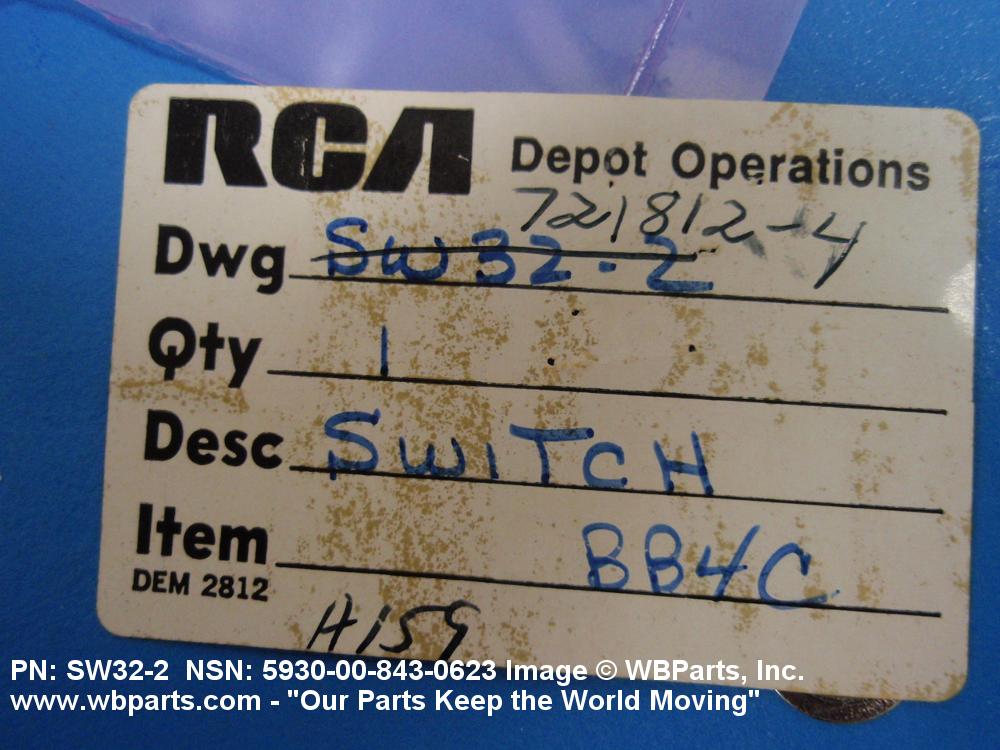 RCA Depot Operations
721812-4
Dwg SW32-2
Qty 1
Desc SWITCH
Item BB4C
DEM 2812
H159
PN: SW32-2 NSN: 5930-00-843-0623 Image © WBParts, Inc.
www.wbparts.com - "Our Parts Keep the World Moving"